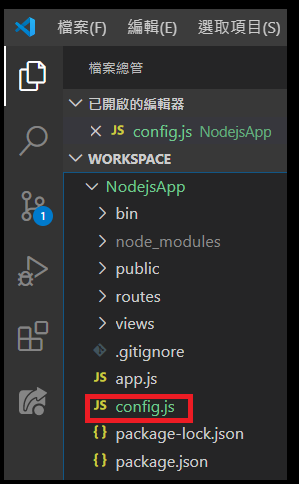 檔案(F) 編輯(E) 選取項目(S)
檔案總管
已開啟的編輯器
JS config.js NodejsApp
WORKSPACE
NodejsApp
bin
node_modules
public
routes
1
views
.gitignore
JS app.js
JS config.js
{} package-lock.json
{} package.json